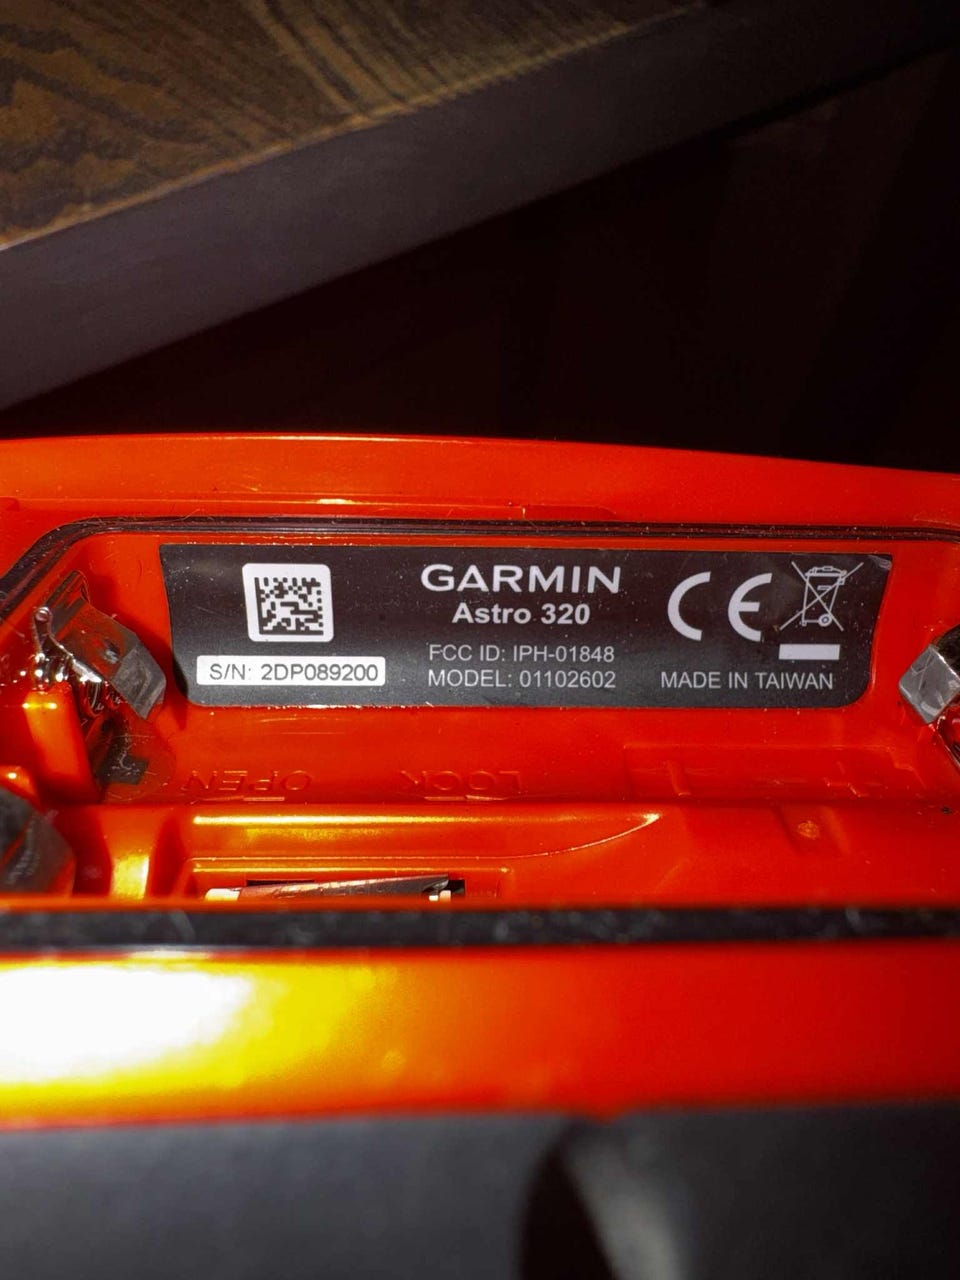 GARMIN
Astro 320
CE
S/N: 2DP089200
FCC ID: IPH-01848
MODEL: 01102602
MADE IN TAIWAN
OPEN
LOCK